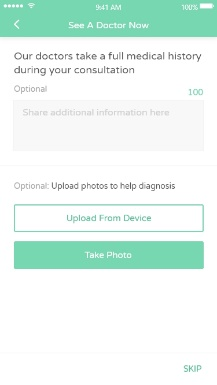 9:41 AM
100%
See A Doctor Now
Our doctors take a full medical history
during your consultation
Optional
100
Share additional information here
Optional: Upload photos to help diagnosis
Upload From Device
Take Photo
SKIP